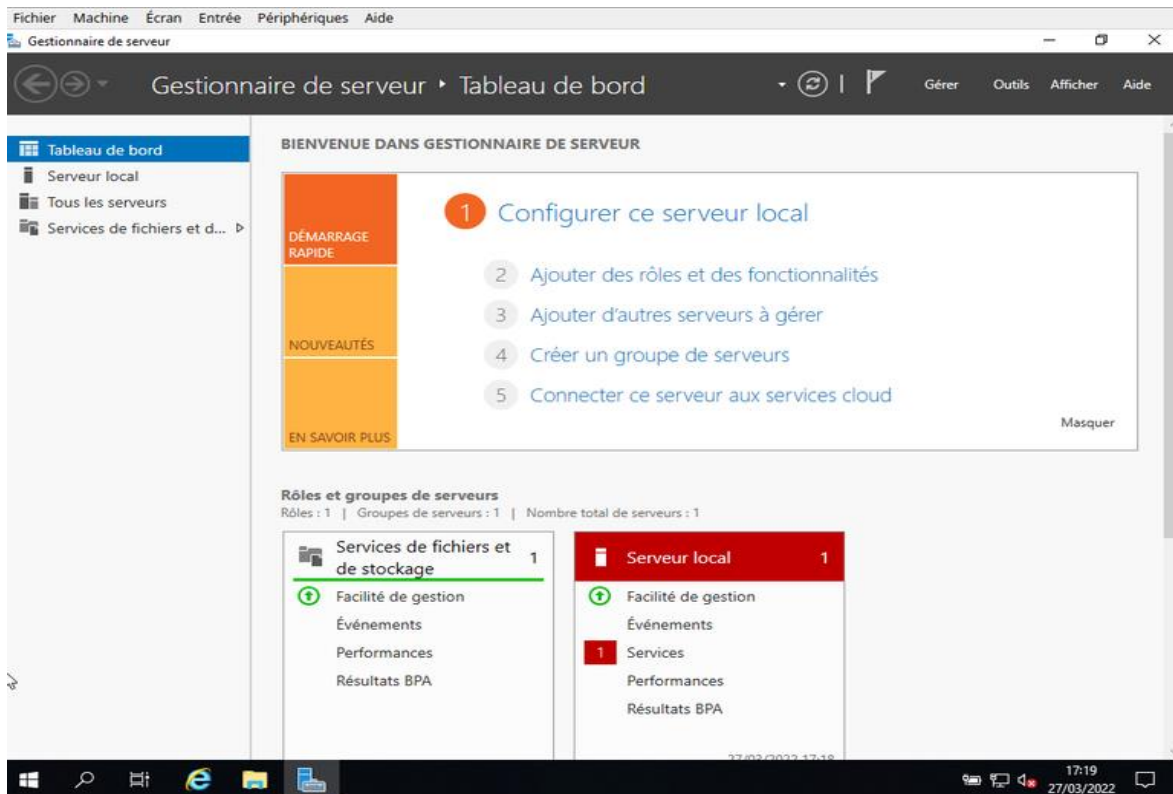 Fichier Machine Écran Entrée Périphériques Aide
Gestionnaire de serveur
Gestionnaire de serveur ‣ Tableau de bord
Gérer Outils Afficher Aide
Tableau de bord
Serveur local
Tous les serveurs
Services de fichiers et d...
BIENVENUE DANS GESTIONNAIRE DE SERVEUR
DÉMARRAGE RAPIDE
NOUVEAUTÉS
EN SAVOIR PLUS
1 Configurer ce serveur local
2 Ajouter des rôles et des fonctionnalités
3 Ajouter d'autres serveurs à gérer
4 Créer un groupe de serveurs
5 Connecter ce serveur aux services cloud
Masquer
Rôles et groupes de serveurs
Rôles : 1 | Groupes de serveurs : 1 | Nombre total de serveurs : 1
Services de fichiers et de stockage 1
Facilité de gestion
Événements
Performances
Résultats BPA
Serveur local 1
Facilité de gestion
Événements
1 Services
Performances
Résultats BPA
27/03/2022 17:18
17:19
27/03/2022